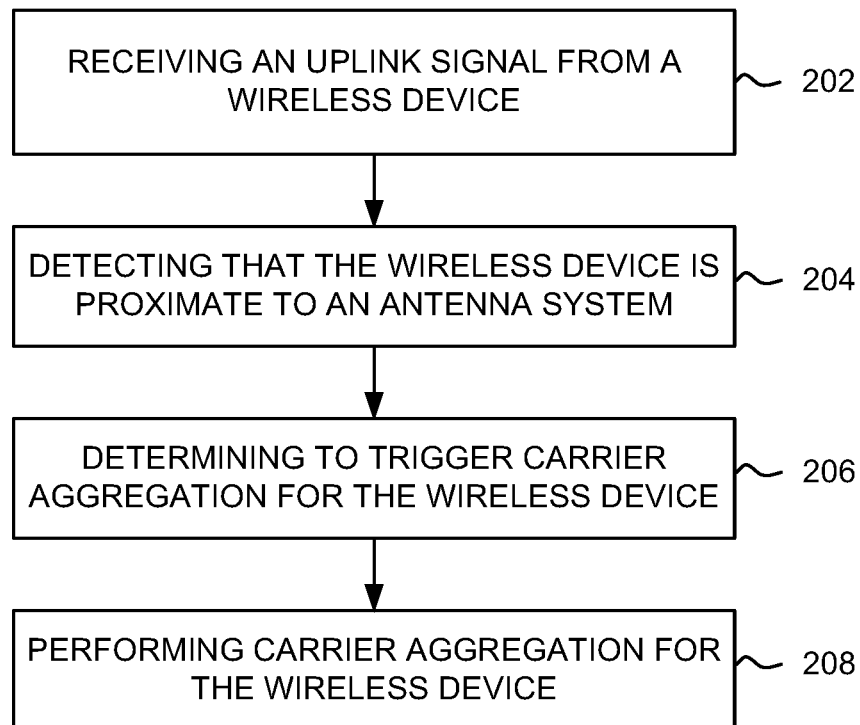 RECEIVING AN UPLINK SIGNAL FROM A
WIRELESS DEVICE
202
DETECTING THAT THE WIRELESS DEVICE IS
PROXIMATE TO AN ANTENNA SYSTEM
204
DETERMINING TO TRIGGER CARRIER
AGGREGATION FOR THE WIRELESS DEVICE
206
PERFORMING CARRIER AGGREGATION FOR
THE WIRELESS DEVICE
208